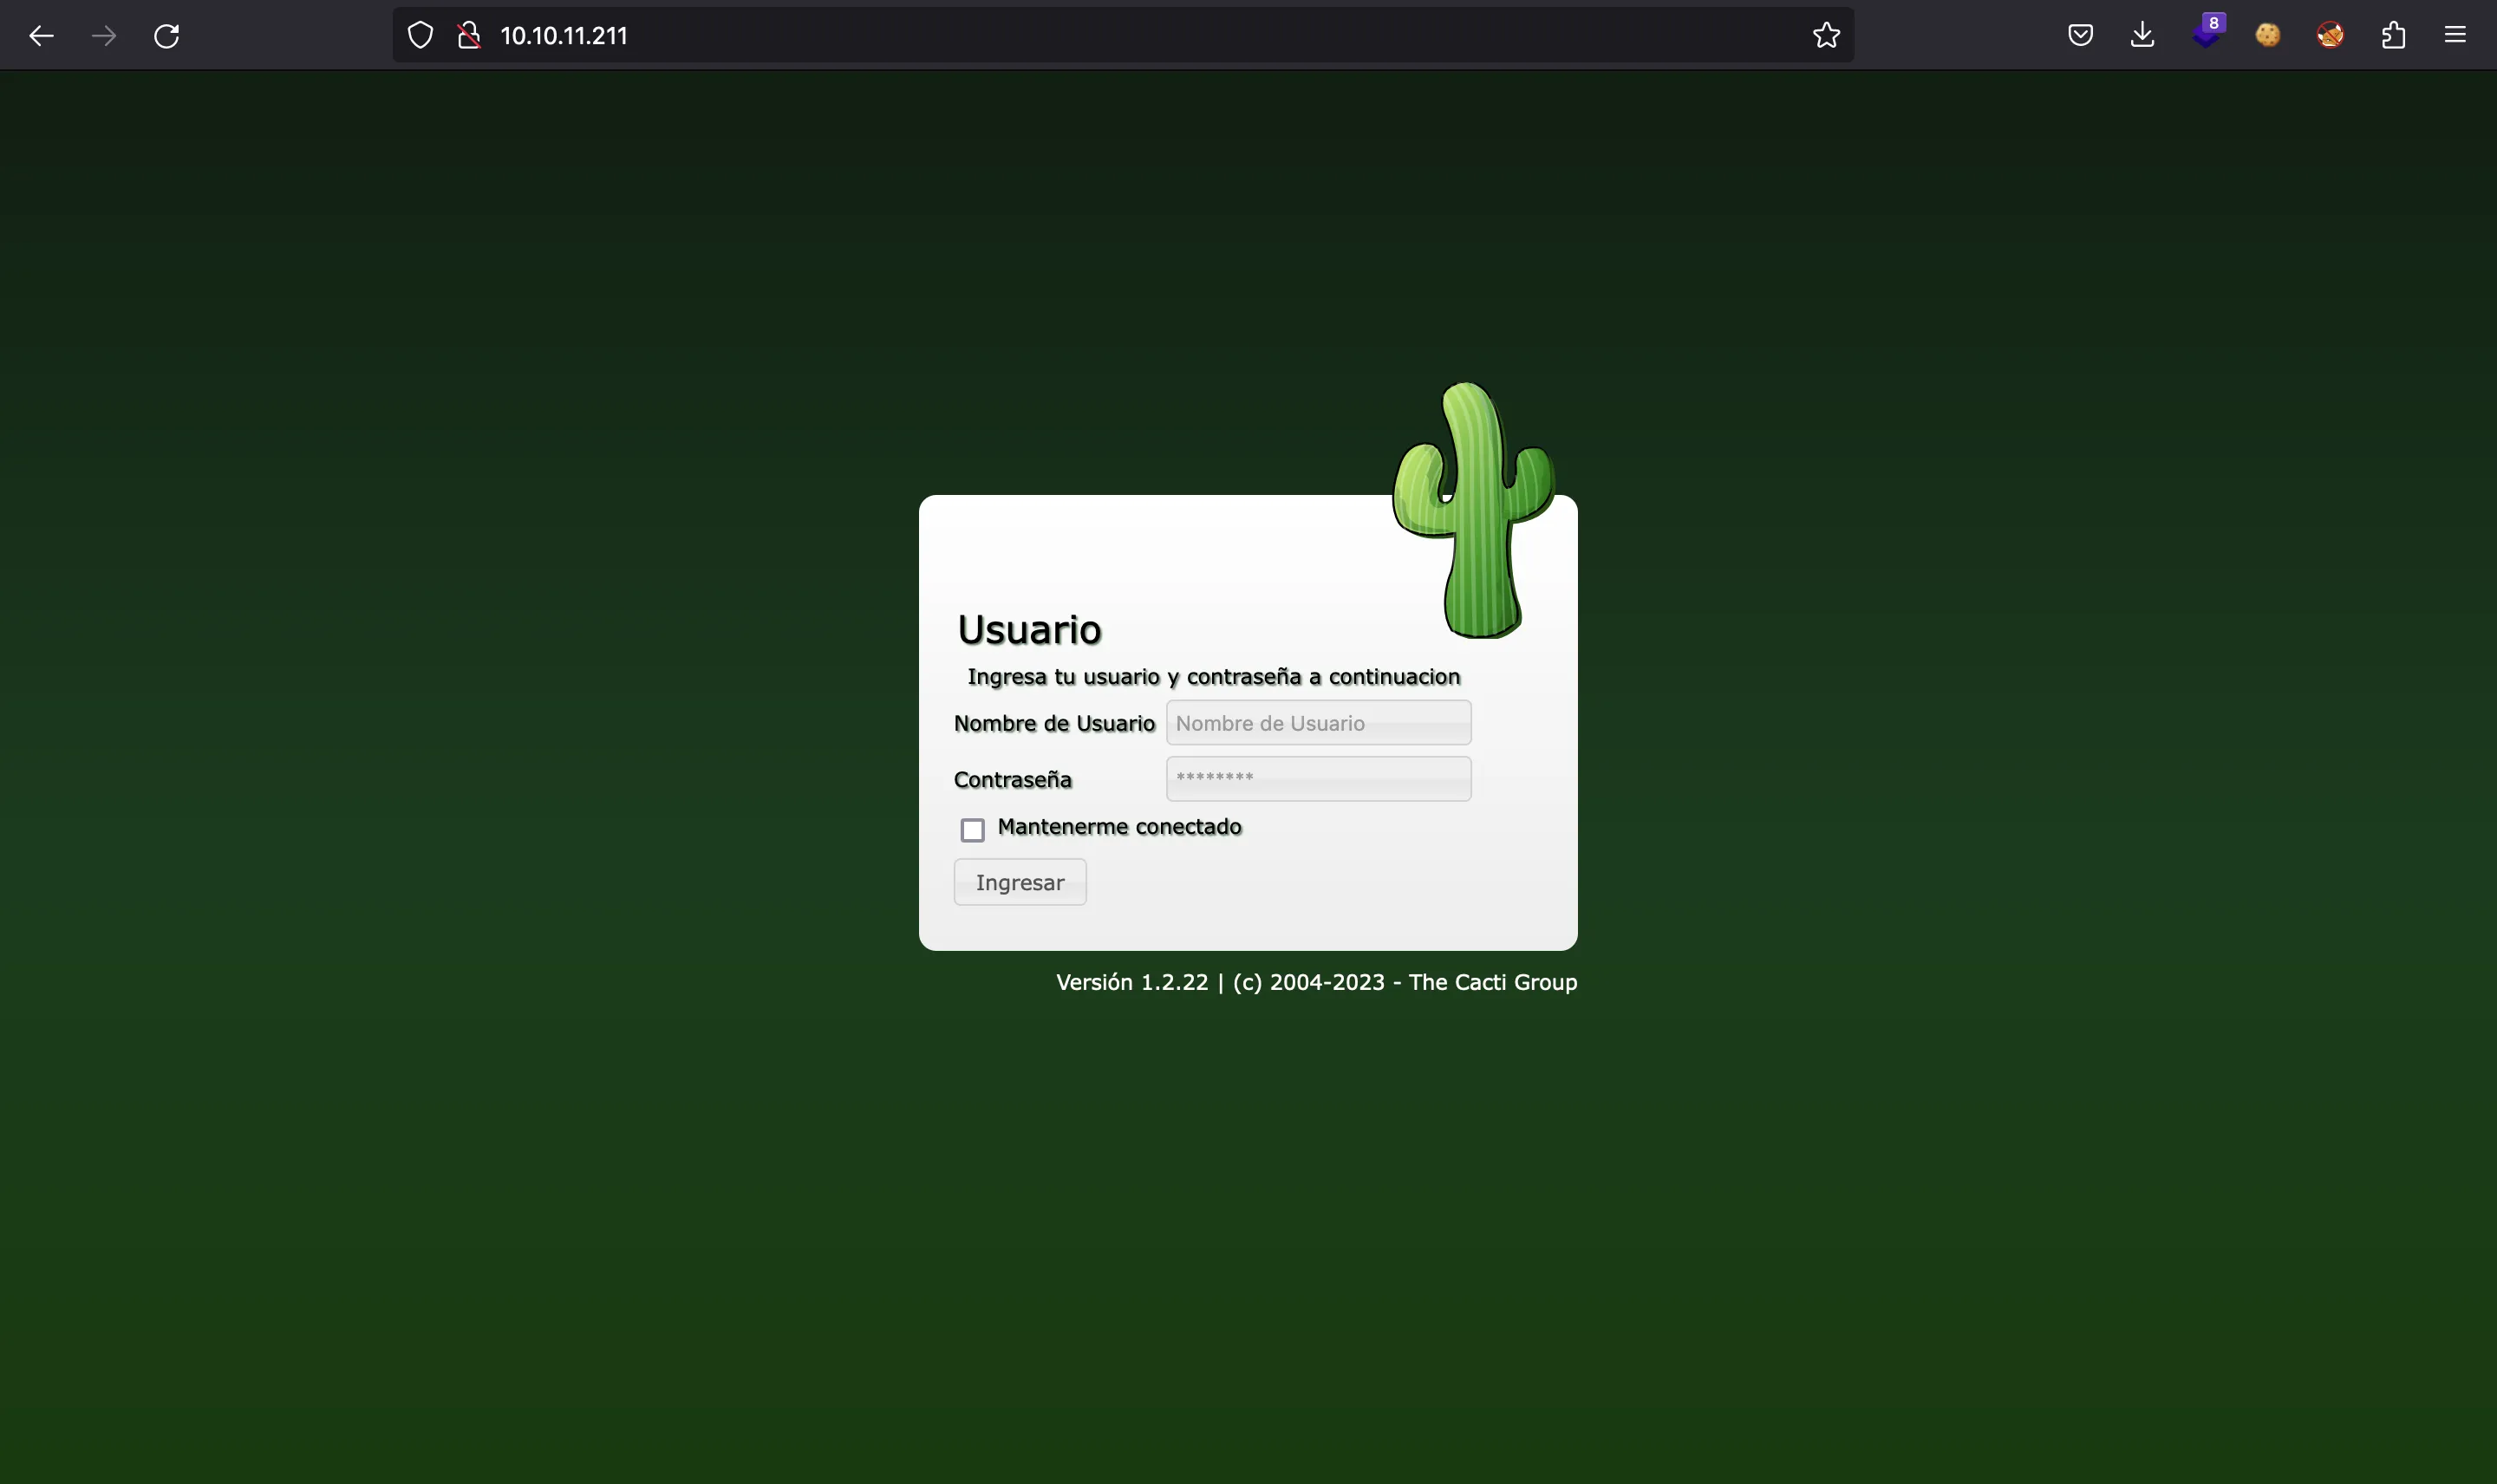 10.10.11.211
8
Usuario
Ingresa tu usuario y contraseña a continuacion
Nombre de Usuario Nombre de Usuario
Contraseña ********
Mantenerme conectado
Ingresar
Versión 1.2.22 | (c) 2004-2023 - The Cacti Group